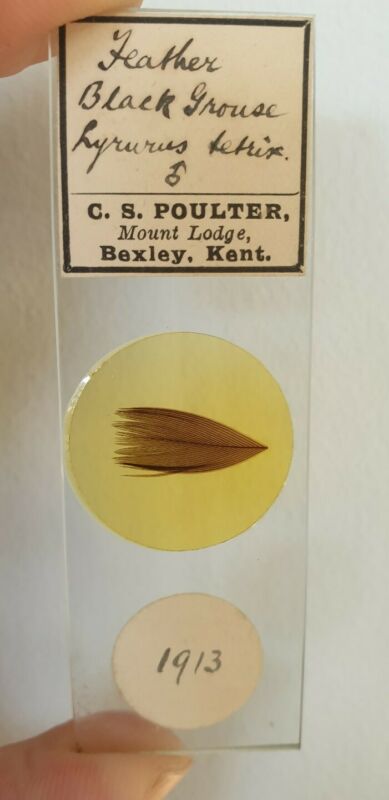 Feather
Black Grouse
Lyrurus tetrix.
♂
C. S. POULTER,
Mount Lodge,
Bexley, Kent.
1913